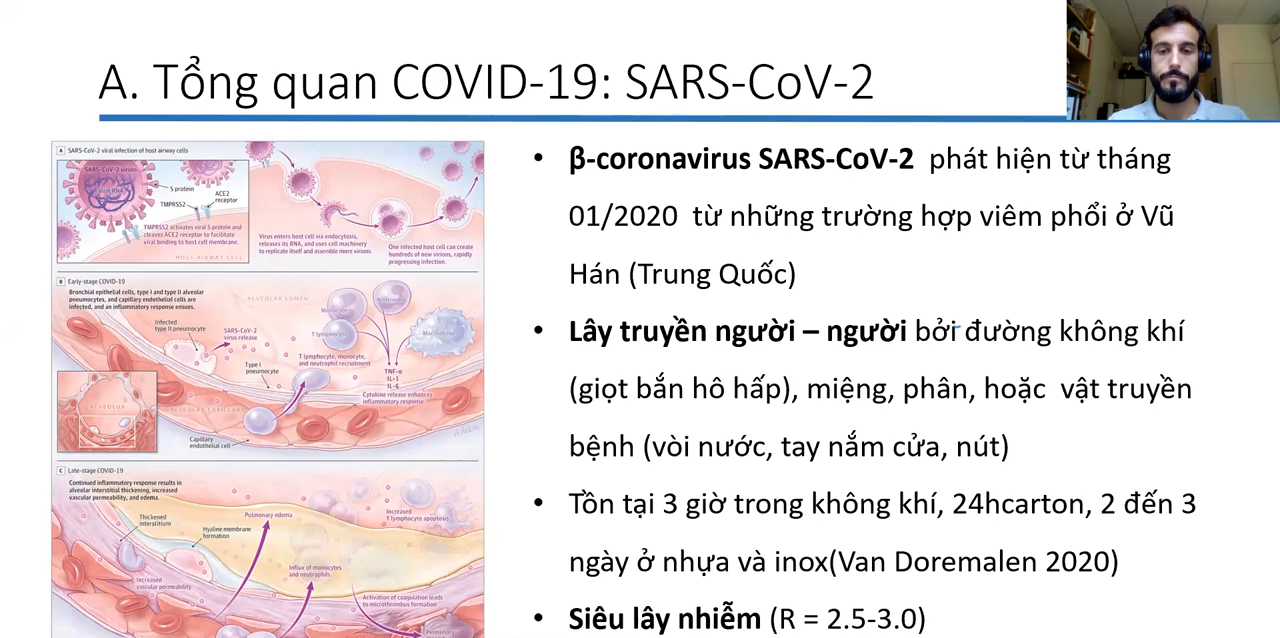 A. Tổng quan COVID-19: SARS-CoV-2
A SARS-CoV-2 viral infection of host airway cells
SARS-CoV-2 virion
viral RNA
S protein
TMPRSS2
ACE2
receptor
TMPRSS2 activates viral S protein and
cleaves ACE2 receptor to facilitate
viral binding to host cell membrane.
HOST AIRWAY CELL
Virus enters host cell via endocytosis,
releases its RNA, and uses cell machinery
to replicate itself and assemble more virions.
One infected host cell can create
hundreds of new virions, rapidly
progressing infection.
B Early-stage COVID-19
Bronchial epithelial cells, type I and type II alveolar
pneumocytes, and capillary endothelial cells are
infected, and an inflammatory response ensues.
ALVEOLAR LUMEN
Monocyte
Neutrophil
T lymphocyte
Macrophage
Infected
type II pneumocyte
SARS-CoV-2
virus release
Type I
pneumocyte
T lymphocyte, monocyte,
and neutrophil recruitment
TNF-α
IL-1
IL-6
Cytokine release enhances
inflammatory response
ALVEOLUS
ALVEOLAR CAPILLARY
Capillary
endothelial cell
C Late-stage COVID-19
Continued inflammatory response results in
alveolar interstitial thickening, increased
vascular permeability, and edema.
Thickened
interstitium
Pulmonary edema
Hyaline membrane
formation
Increased
T lymphocyte apoptosis
Influx of monocytes
and neutrophils
Increased
vascular permeability
Activation of coagulation leads
to microthrombus formation
Pulmonary
• β-coronavirus SARS-CoV-2 phát hiện từ tháng
01/2020 từ những trường hợp viêm phổi ở Vũ
Hán (Trung Quốc)
• Lây truyền người – người bởi đường không khí
(giọt bắn hô hấp), miệng, phân, hoặc vật truyền
bệnh (vòi nước, tay nắm cửa, nút)
• Tồn tại 3 giờ trong không khí, 24hcarton, 2 đến 3
ngày ở nhựa và inox(Van Doremalen 2020)
• Siêu lây nhiễm (R = 2.5-3.0)